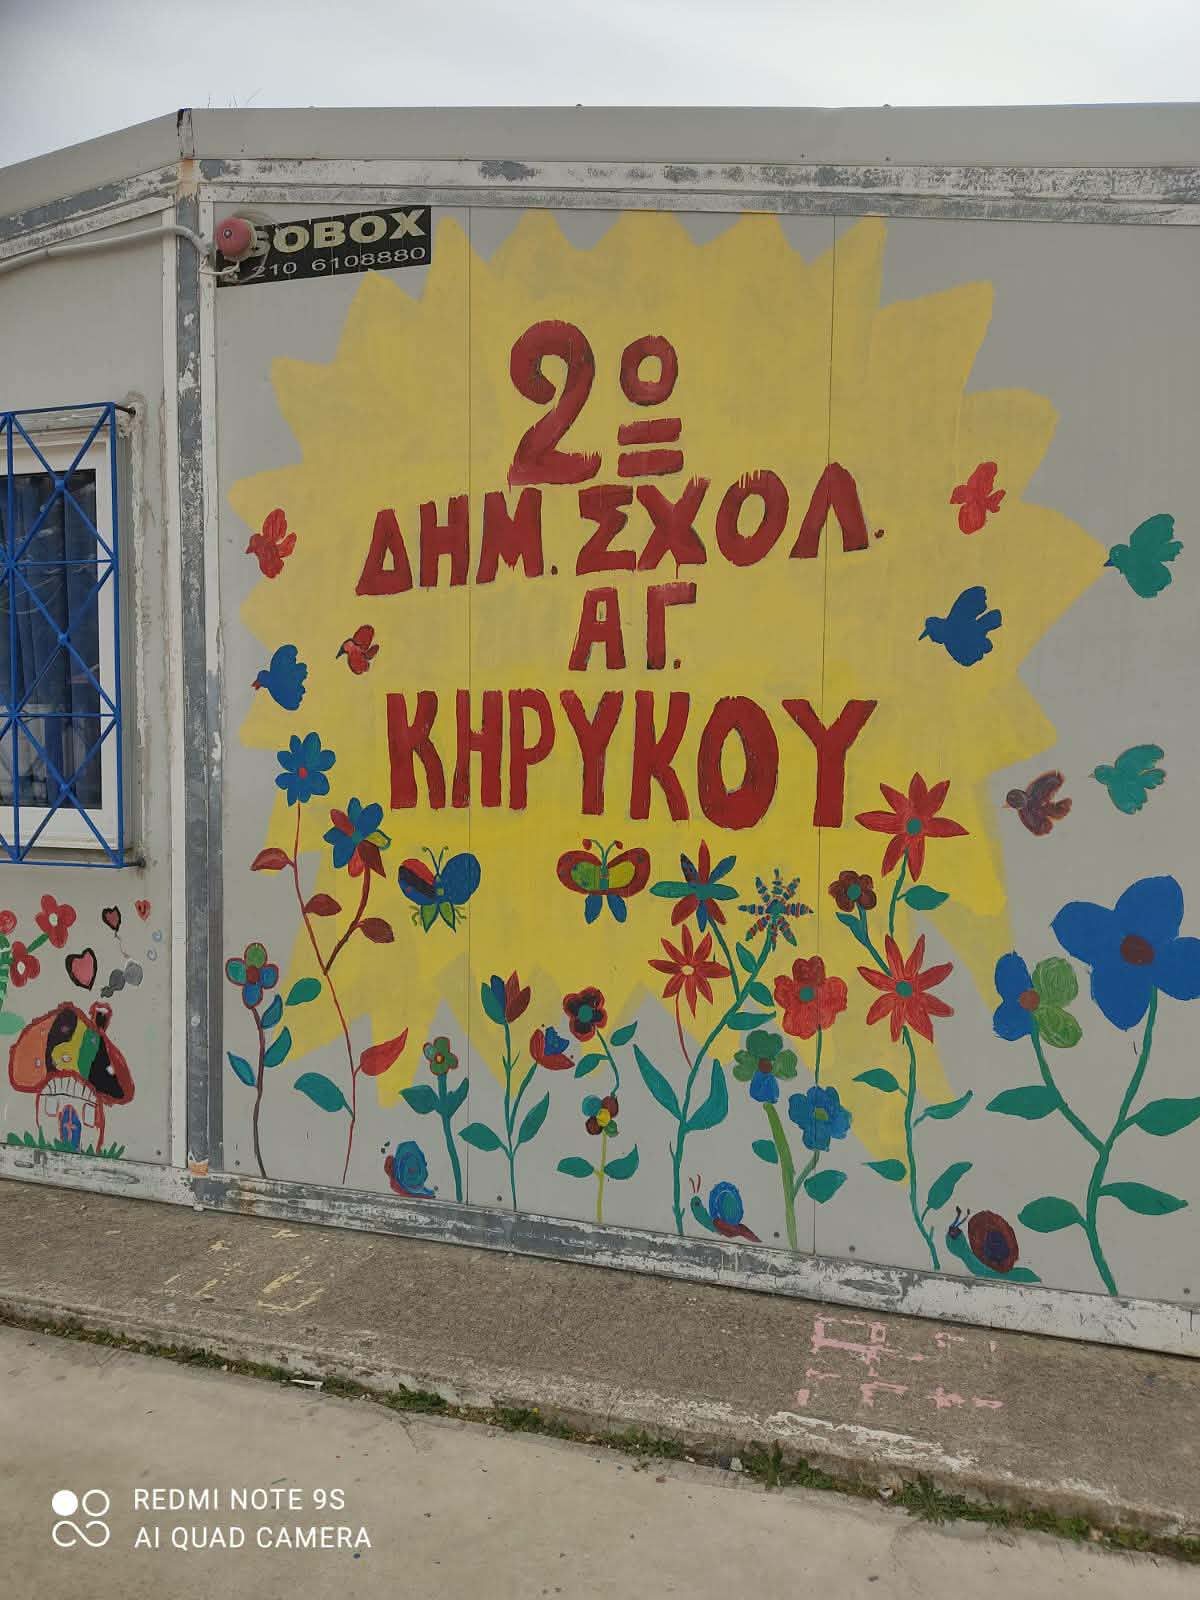 SOBOX
210 6108880
2ο
ΔΗΜ. ΣΧΟΛ.
ΑΓ.
ΚΗΡΥΚΟΥ
REDMI NOTE 9S
AI QUAD CAMERA